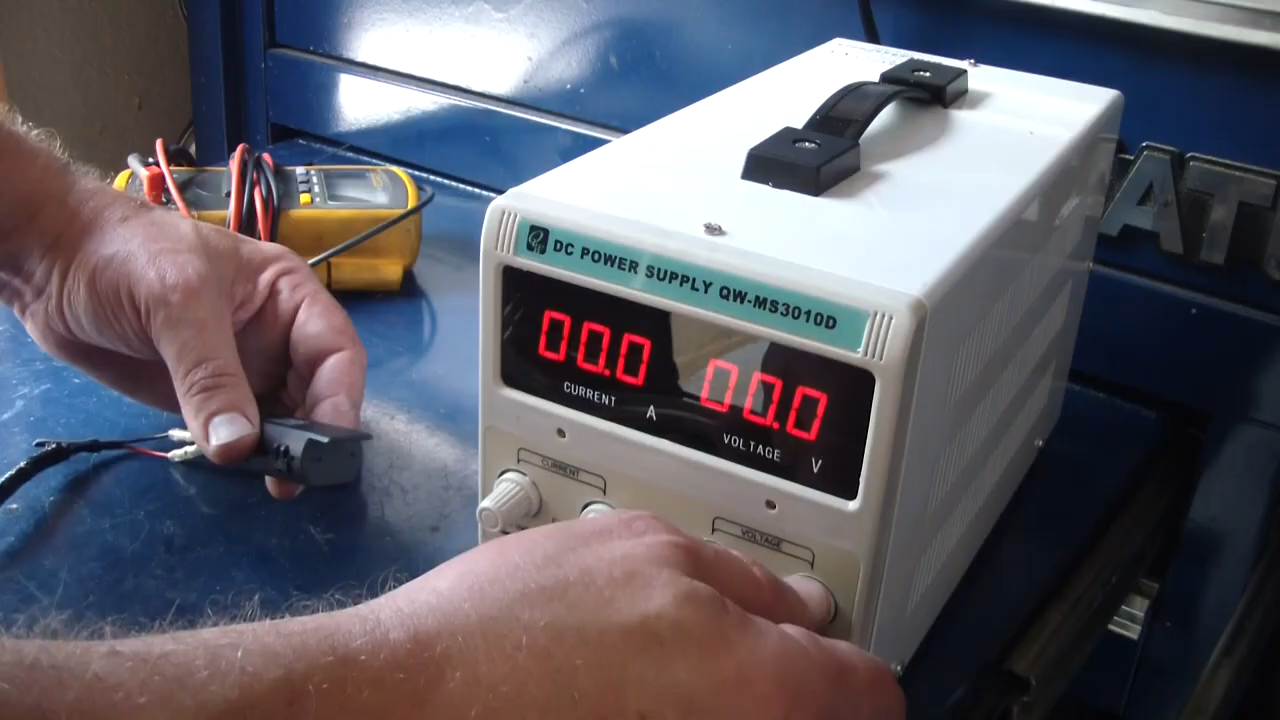 DC POWER SUPPLY QW-MS3010D
00.0
CURRENT A
00.0
VOLTAGE V
CURRENT
VOLTAGE